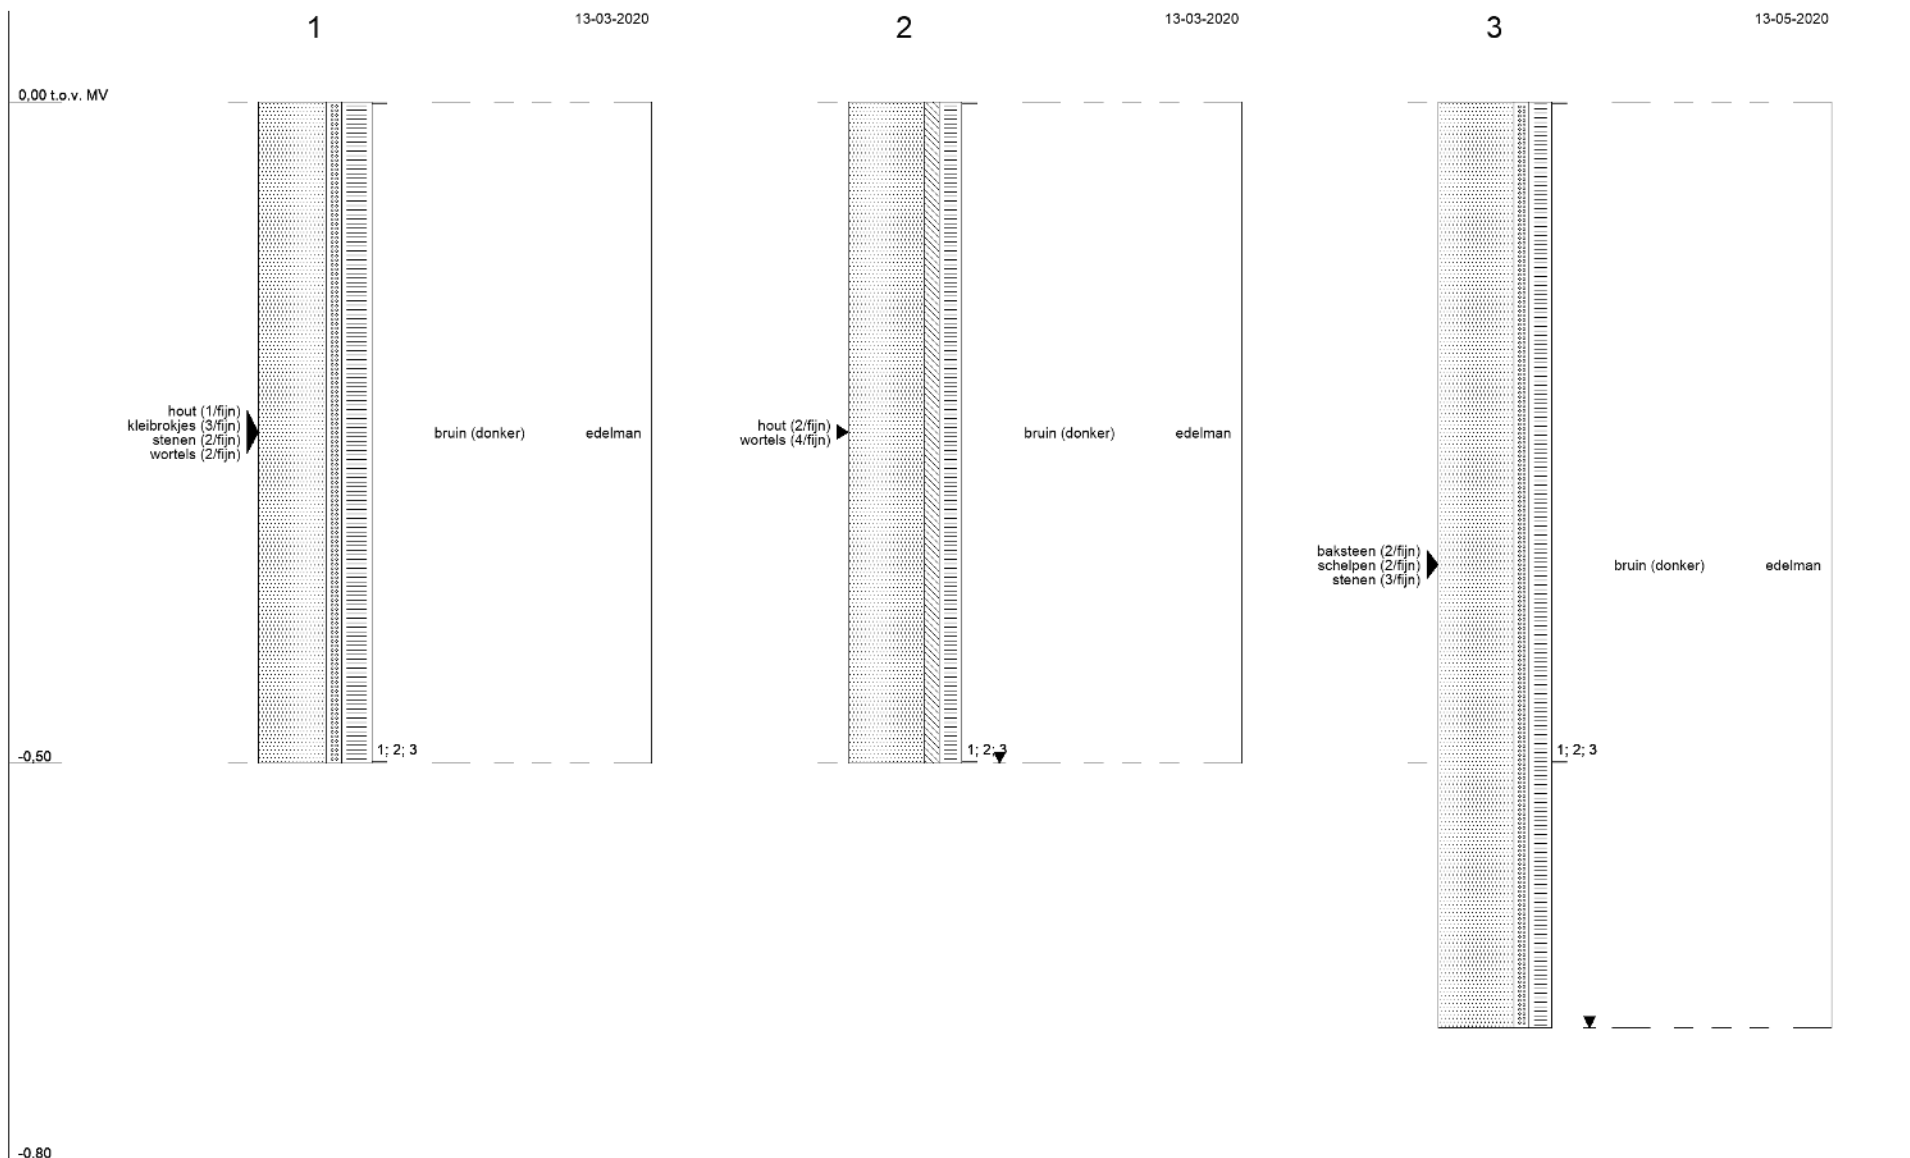 1
13-03-2020
2
13-03-2020
3
13-05-2020
0,00 t.o.v. MV
hout (1/fijn)
kleibrokjes (3/fijn)
stenen (2/fijn)
wortels (2/fijn)
bruin (donker)
edelman
hout (2/fijn)
wortels (4/fijn)
bruin (donker)
edelman
baksteen (2/fijn)
schelpen (2/fijn)
stenen (3/fijn)
bruin (donker)
edelman
-0,50
1; 2; 3
1; 2; 3
1; 2; 3
-0,80